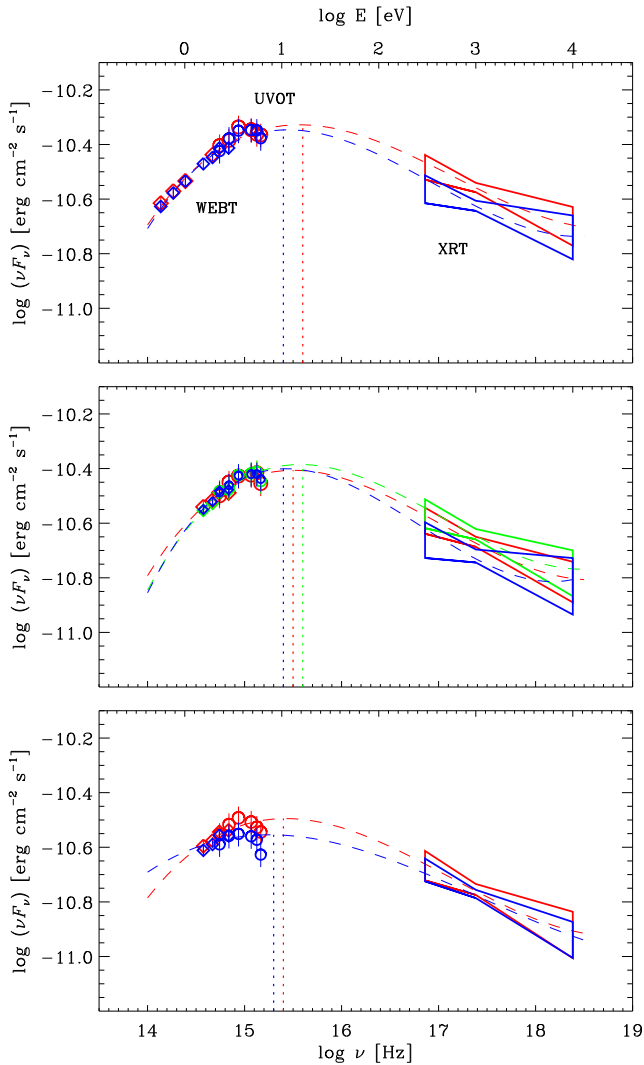 log E [eV]
0 1 2 3 4
log (νFν) [erg cm−2 s−1]
−10.2
−10.4
−10.6
−10.8
−11.0
UVOT
WEBT
XRT
log (νFν) [erg cm−2 s−1]
−10.2
−10.4
−10.6
−10.8
−11.0
log (νFν) [erg cm−2 s−1]
−10.2
−10.4
−10.6
−10.8
−11.0
14 15 16 17 18 19
log ν [Hz]